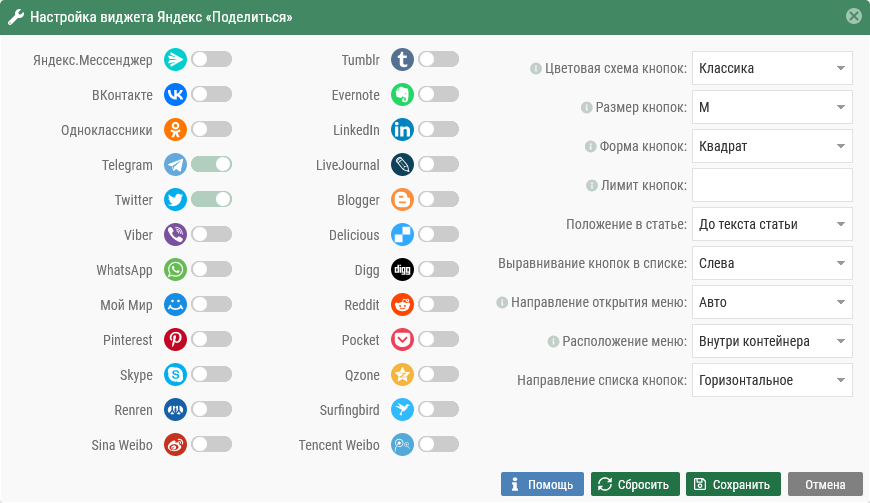 Настройка виджета Яндекс «Поделиться»
Яндекс.Мессенджер
ВКонтакте
Одноклассники
Telegram
Twitter
Viber
WhatsApp
Мой Мир
Pinterest
Skype
Renren
Sina Weibo
Tumblr
Evernote
LinkedIn
LiveJournal
Blogger
Delicious
Digg
digg
Reddit
Pocket
Qzone
Surfingbird
Tencent Weibo
Цветовая схема кнопок: Классика
Размер кнопок: M
Форма кнопок: Квадрат
Лимит кнопок:
Положение в статье: До текста статьи
Выравнивание кнопок в списке: Слева
Направление открытия меню: Авто
Расположение меню: Внутри контейнера
Направление списка кнопок: Горизонтальное
Помощь Сбросить Сохранить Отмена